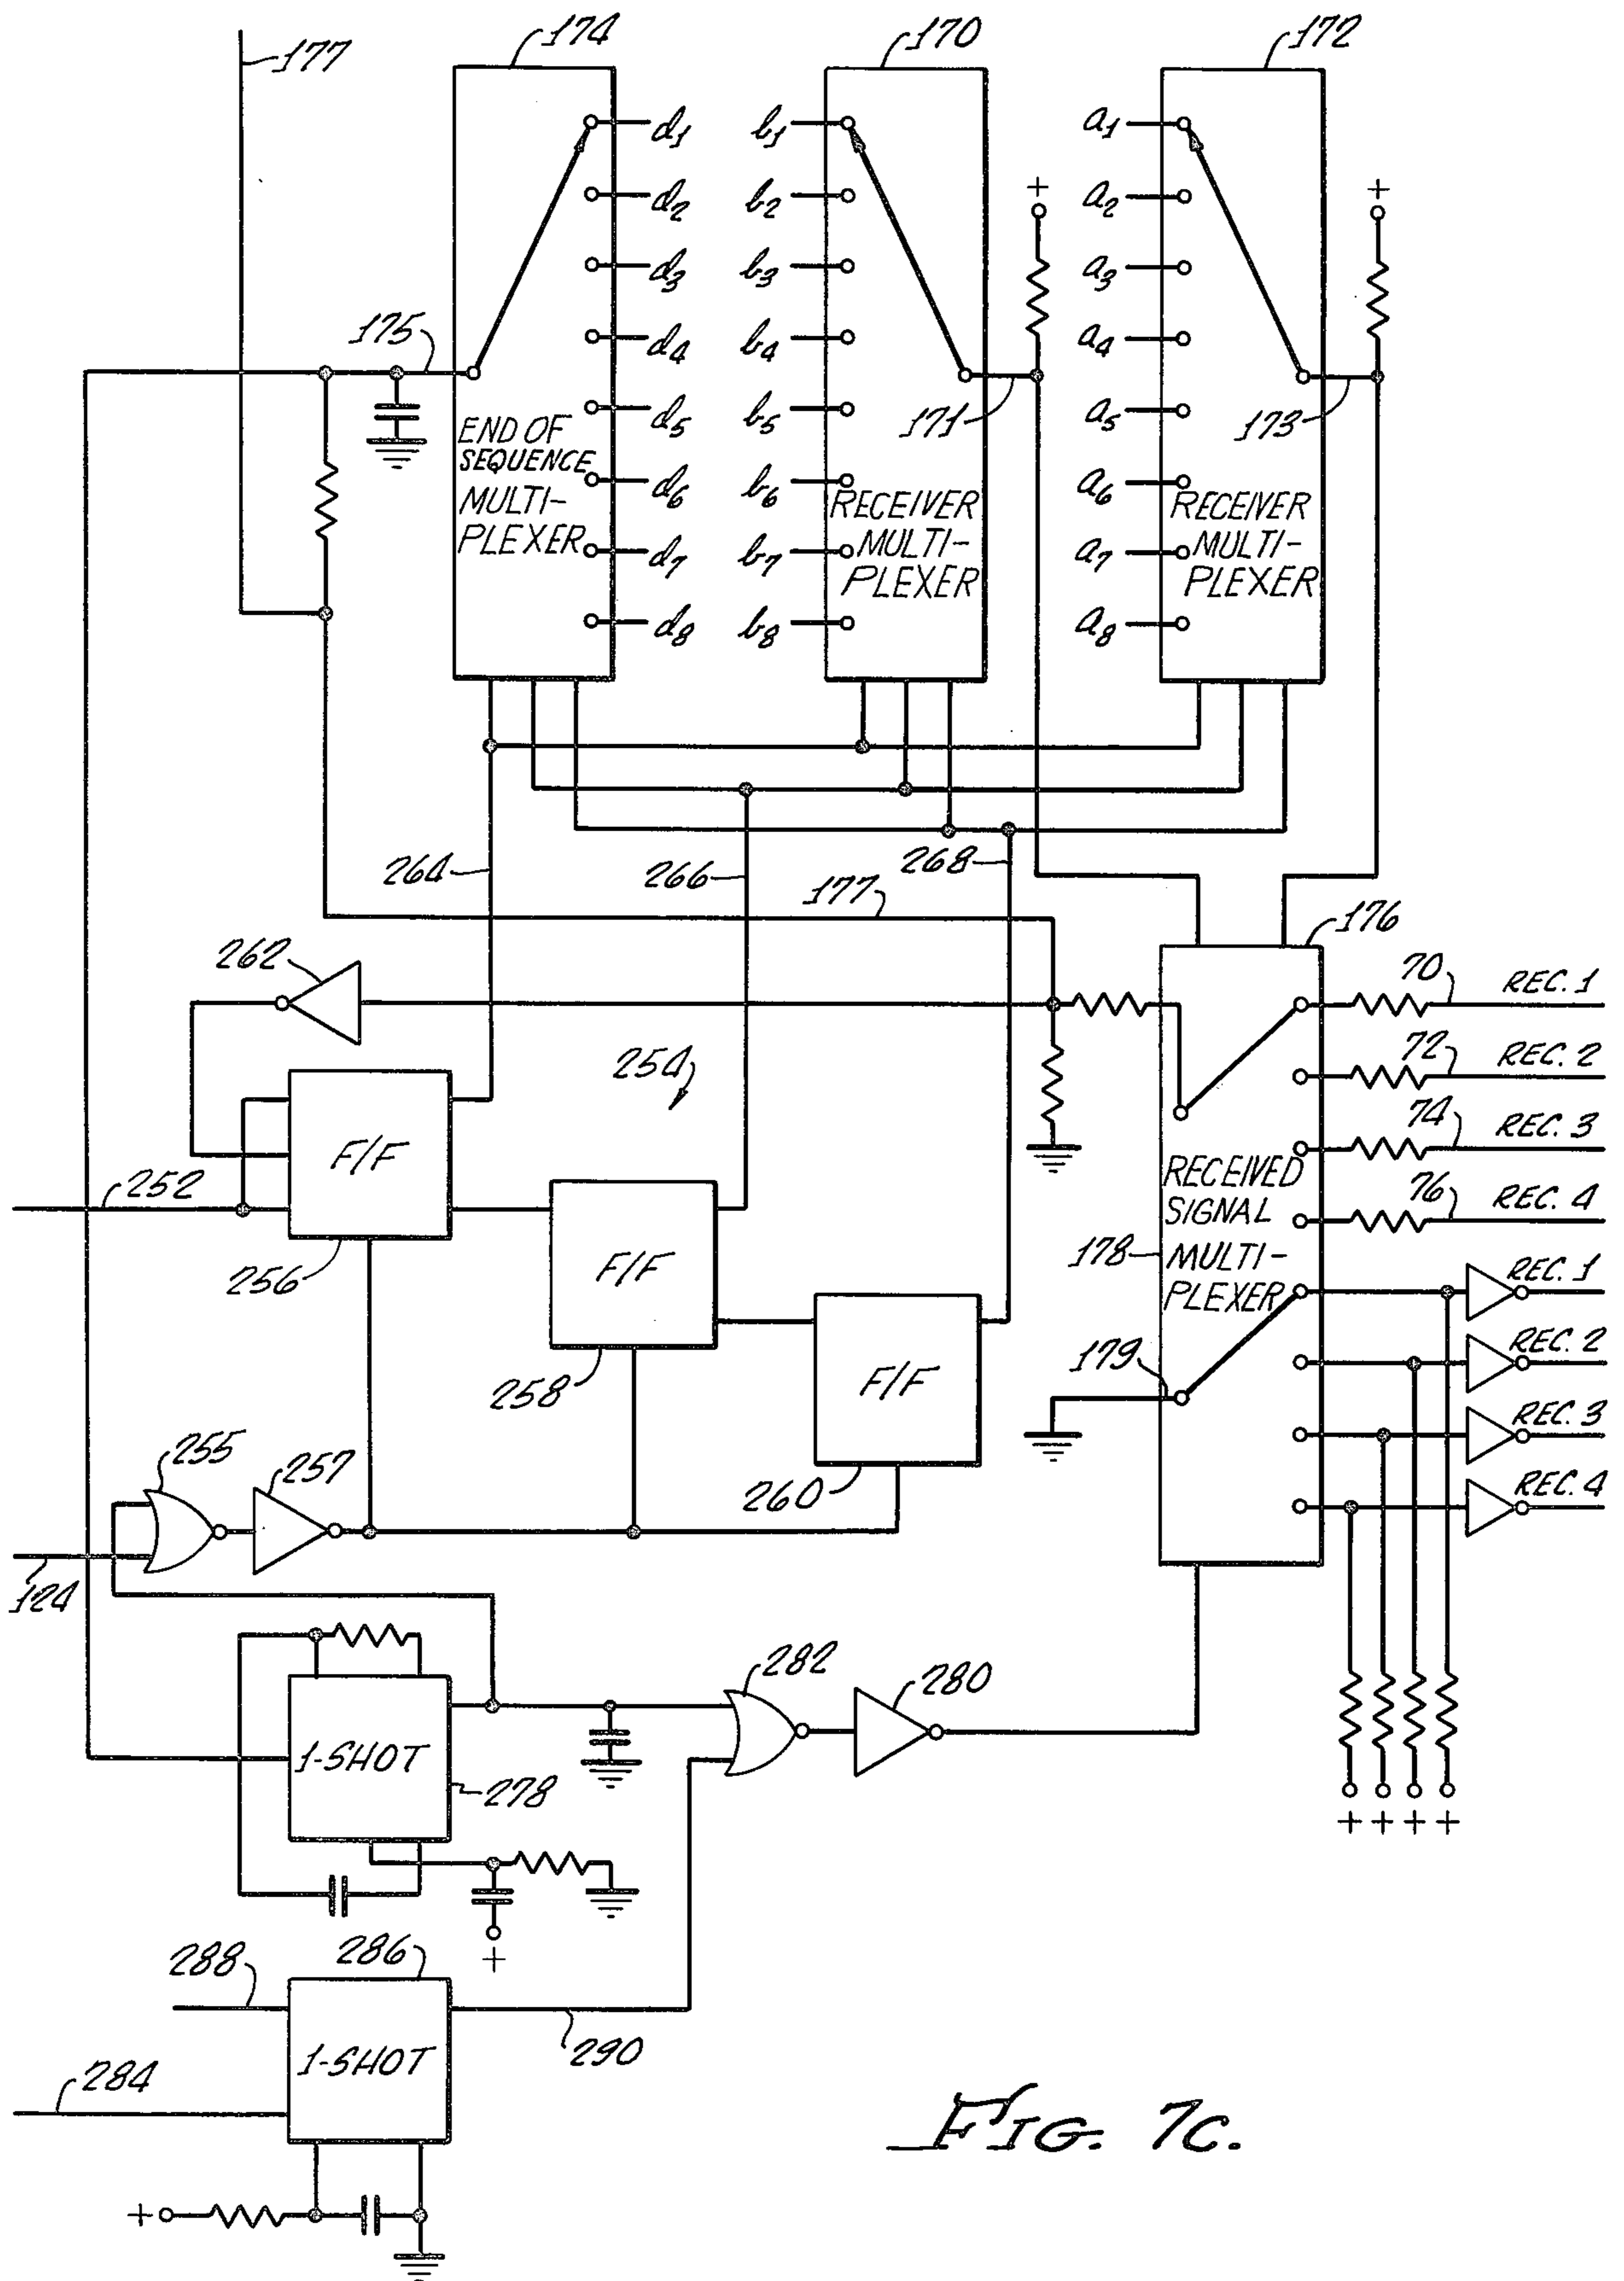 174
170
172
177
d1
b1
a1
d2
b2
+
a2
+
d3
b3
a3
175
d4
b4
a4
END OF
SEQUENCE
MULTI-
PLEXER
d5
b5
171
a5
173
d6
b6
RECEIVER
MULTI-
PLEXER
a6
RECEIVER
MULTI-
PLEXER
d7
b7
a7
d8
b8
a8
264
266
268
177
176
262
70
REC. 1
254
72
REC. 2
74
REC. 3
F/F
RECEIVED
SIGNAL
MULTI-
PLEXER
252
76
REC. 4
256
F/F
178
REC. 1
258
179
REC. 2
F/F
255
257
260
REC. 3
REC. 4
124
282
280
1-SHOT
278
+ + + +
+
288
286
1-SHOT
290
284
+
FIG. 7C.